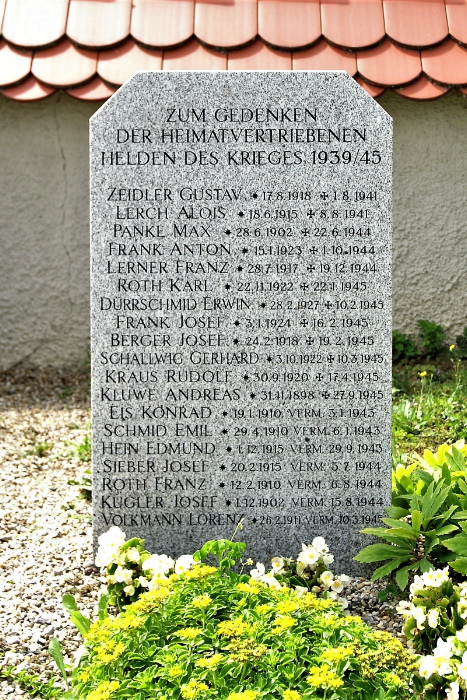 ZUM GEDENKEN
DER HEIMATVERTRIEBENEN
HELDEN DES KRIEGES 1939/45
ZEIDLER GUSTAV ✶ 17.8.1918 ✠ 1.8.1941
LERCH ALOIS ✶ 18.6.1915 ✠ 8.8.1941
PANKL MAX ✶ 28.6.1902 ✠ 22.6.1944
FRANK ANTON ✶ 15.1.1923 ✠ 1.10.1944
LERNER FRANZ ✶ 28.7.1917 ✠ 19.12.1944
ROTH KARL ✶ 22.11.1922 ✠ 22.1.1945
DÜRRSCHMID ERWIN ✶ 28.2.1927 ✠ 10.2.1945
FRANK JOSEF ✶ 3.1.1924 ✠ 16.2.1945
BERGER JOSEF ✶ 24.2.1918 ✠ 19.2.1945
SCHALLWIG GERHARD ✶ 3.10.1922 ✠ 10.3.1945
KRAUS RUDOLF ✶ 30.9.1920 ✠ 17.4.1945
KLUWE ANDREAS ✶ 31.11.1898 ✠ 27.9.1945
EIS KONRAD ✶ 19.1.1910 VERM. 3.1.1943
SCHMID EMIL ✶ 29.4.1910 VERM. 6.1.1943
HEIN EDMUND ✶ 1.12.1915 VERM. 29.9.1943
SIEBER JOSEF ✶ 20.2.1915 VERM. 5.7.1944
ROTH FRANZ ✶ 12.2.1910 VERM. 6.8.1944
KUGLER JOSEF ✶ 1.12.1902 VERM. 15.8.1944
VOLKMANN LORENZ ✶ 26.2.1911 VERM. 10.3.1945